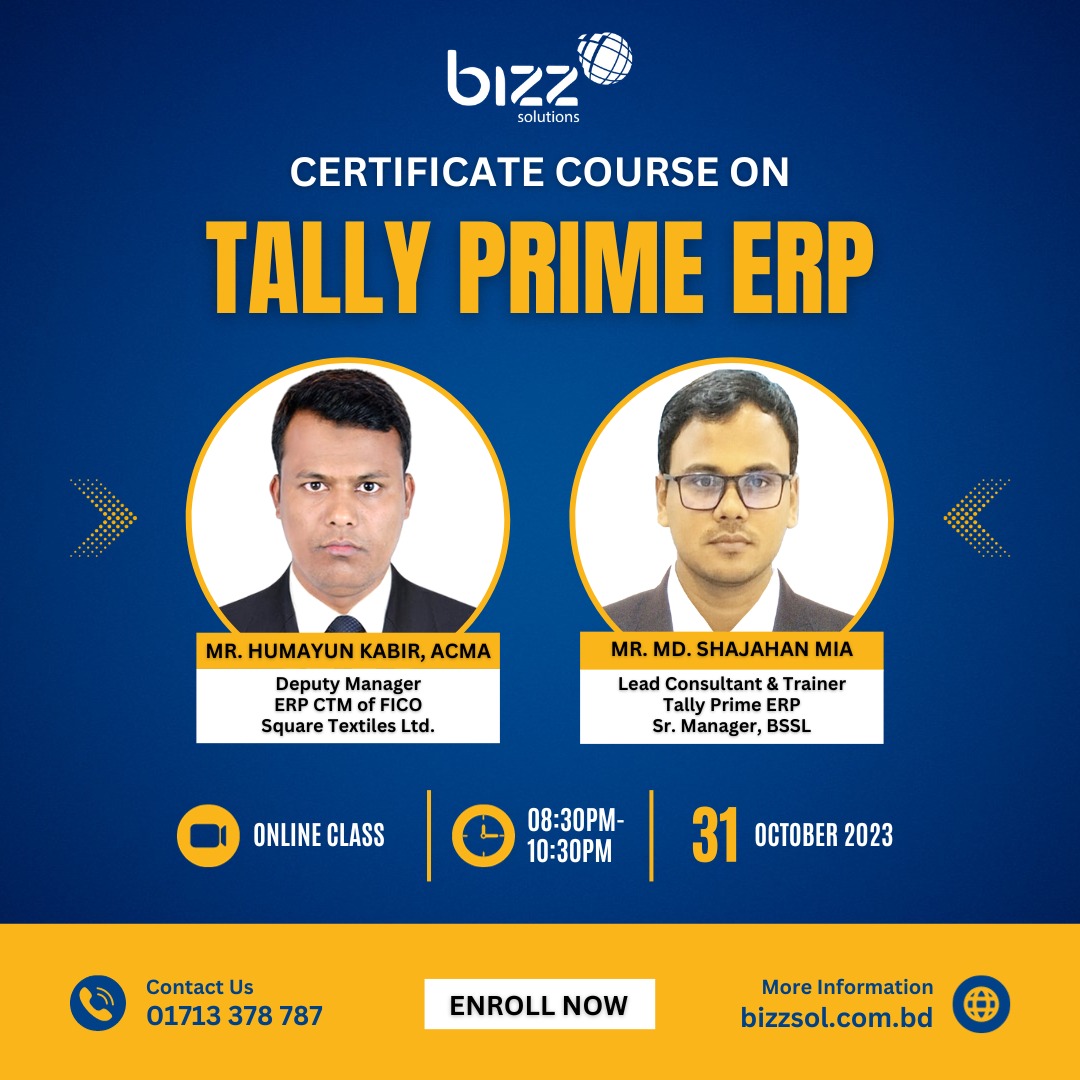 bizz
solutions
CERTIFICATE COURSE ON
TALLY PRIME ERP
MR. HUMAYUN KABIR, ACMA
Deputy Manager
ERP CTM of FICO
Square Textiles Ltd.
MR. MD. SHAJAHAN MIA
Lead Consultant & Trainer
Tally Prime ERP
Sr. Manager, BSSL
ONLINE CLASS
08:30PM-
10:30PM
31 OCTOBER 2023
Contact Us
01713 378 787
ENROLL NOW
More Information
bizzsol.com.bd